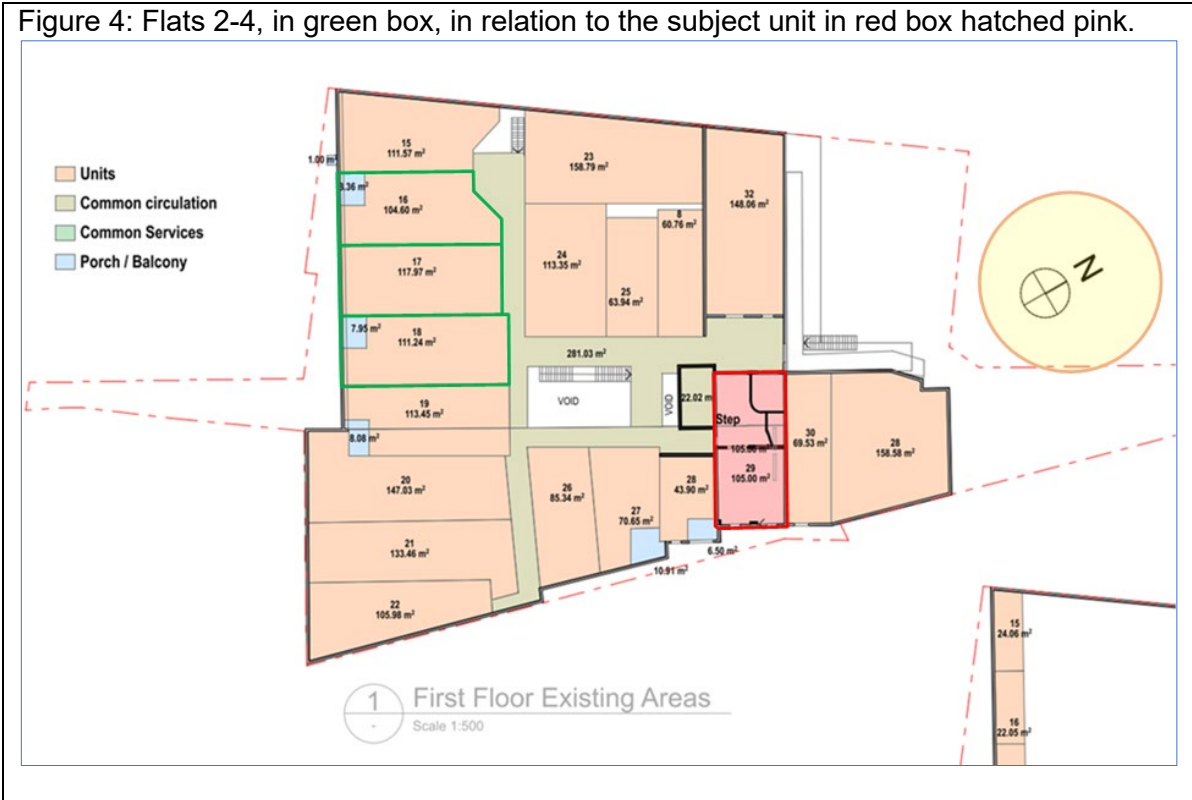 Figure 4: Flats 2-4, in green box, in relation to the subject unit in red box hatched pink.
Units
Common circulation
Common Services
Porch / Balcony
15
111.57 m²
1.00 m²
16
104.60 m²
17
117.97 m²
7.95 m²
18
111.24 m²
19
113.45 m²
8.08 m²
20
147.03 m²
21
133.46 m²
22
105.98 m²
23
158.79 m²
24
113.35 m²
25
63.94 m²
8
60.76 m²
32
148.06 m²
N
281.03 m²
VOID
VOID
22.02 m
Step
29
105.00 m²
30
69.53 m²
28
158.58 m²
26
85.34 m²
27
70.65 m²
28
43.90 m²
6.50 m²
10.91 m²
15
24.06 m²
16
22.05 m²
1
-
First Floor Existing Areas
Scale 1:500